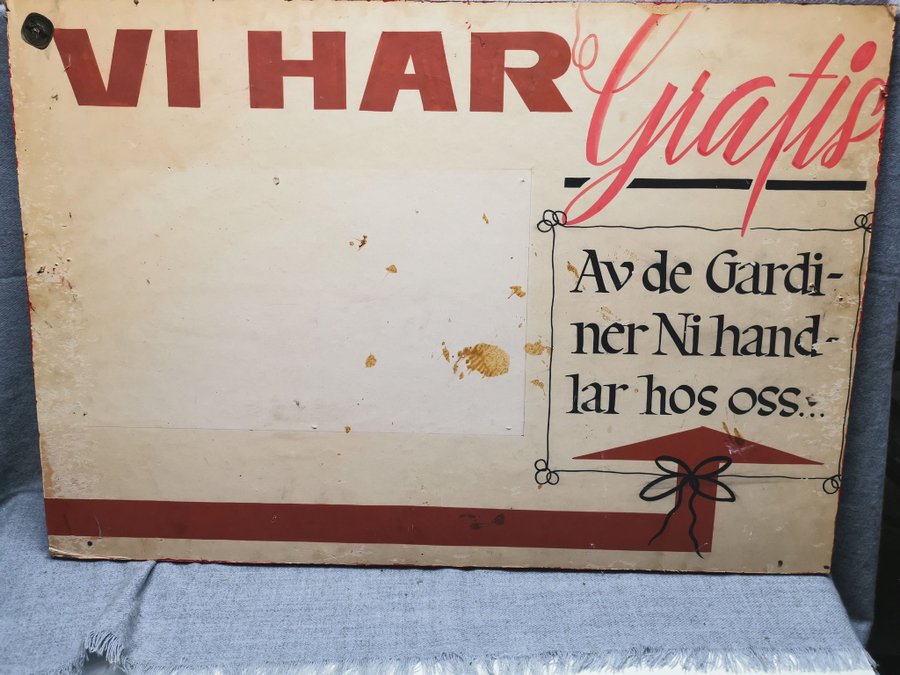 VI HAR Gratis
Av de Gardi-
ner Ni hand-
lar hos oss...